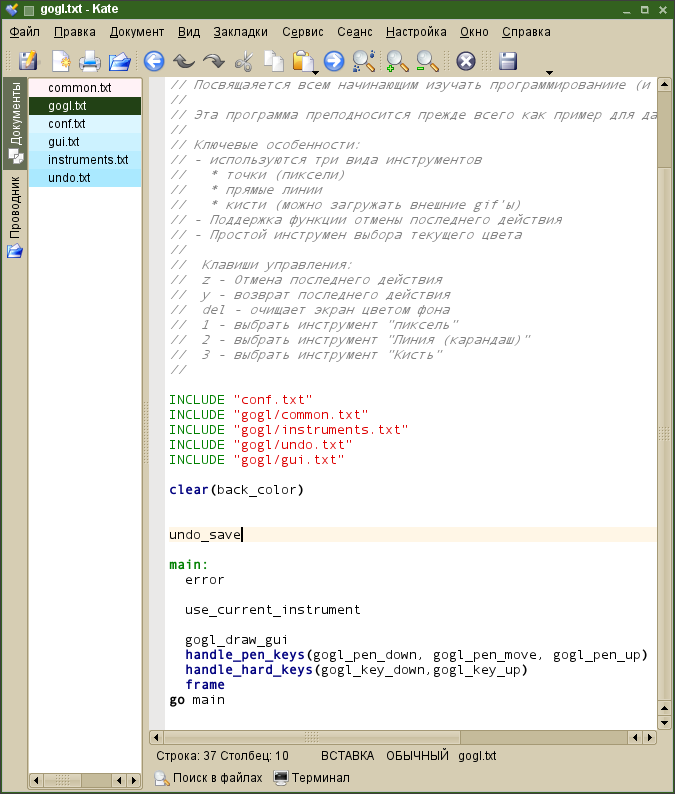 gogl.txt - Kate
Файл Правка Документ Вид Закладки Сервис Сеанс Настройка Окно Справка
Документы
Проводник
common.txt
gogl.txt
conf.txt
gui.txt
instruments.txt
undo.txt
// Посвящаяется всем начинающим изучать программированиие (и
//
// Эта программа преподносится прежде всего как пример для да
//
// Ключевые особенности:
// - используются три вида инструментов
//   * точки (пиксели)
//   * прямые линии
//   * кисти (можно загружать внешние gif'ы)
// - Поддержка функции отмены последнего действия
// - Простой инструмен выбора текущего цвета
//
//  Клавиши управления:
//  z - Отмена последнего действия
//  y - возврат последнего действия
//  del - очищает экран цветом фона
//  1 - выбрать инструмент "пиксель"
//  2 - выбрать инструмент "Линия (карандаш)"
//  3 - выбрать инструмент "Кисть"
//
INCLUDE "conf.txt"
INCLUDE "gogl/common.txt"
INCLUDE "gogl/instruments.txt"
INCLUDE "gogl/undo.txt"
INCLUDE "gogl/gui.txt"
clear(back_color)
undo_save
main:
  error
  use_current_instrument
  gogl_draw_gui
  handle_pen_keys(gogl_pen_down, gogl_pen_move, gogl_pen_up)
  handle_hard_keys(gogl_key_down,gogl_key_up)
  frame
go main
Строка: 37 Столбец: 10 ВСТАВКА ОБЫЧНЫЙ gogl.txt
Поиск в файлах Терминал